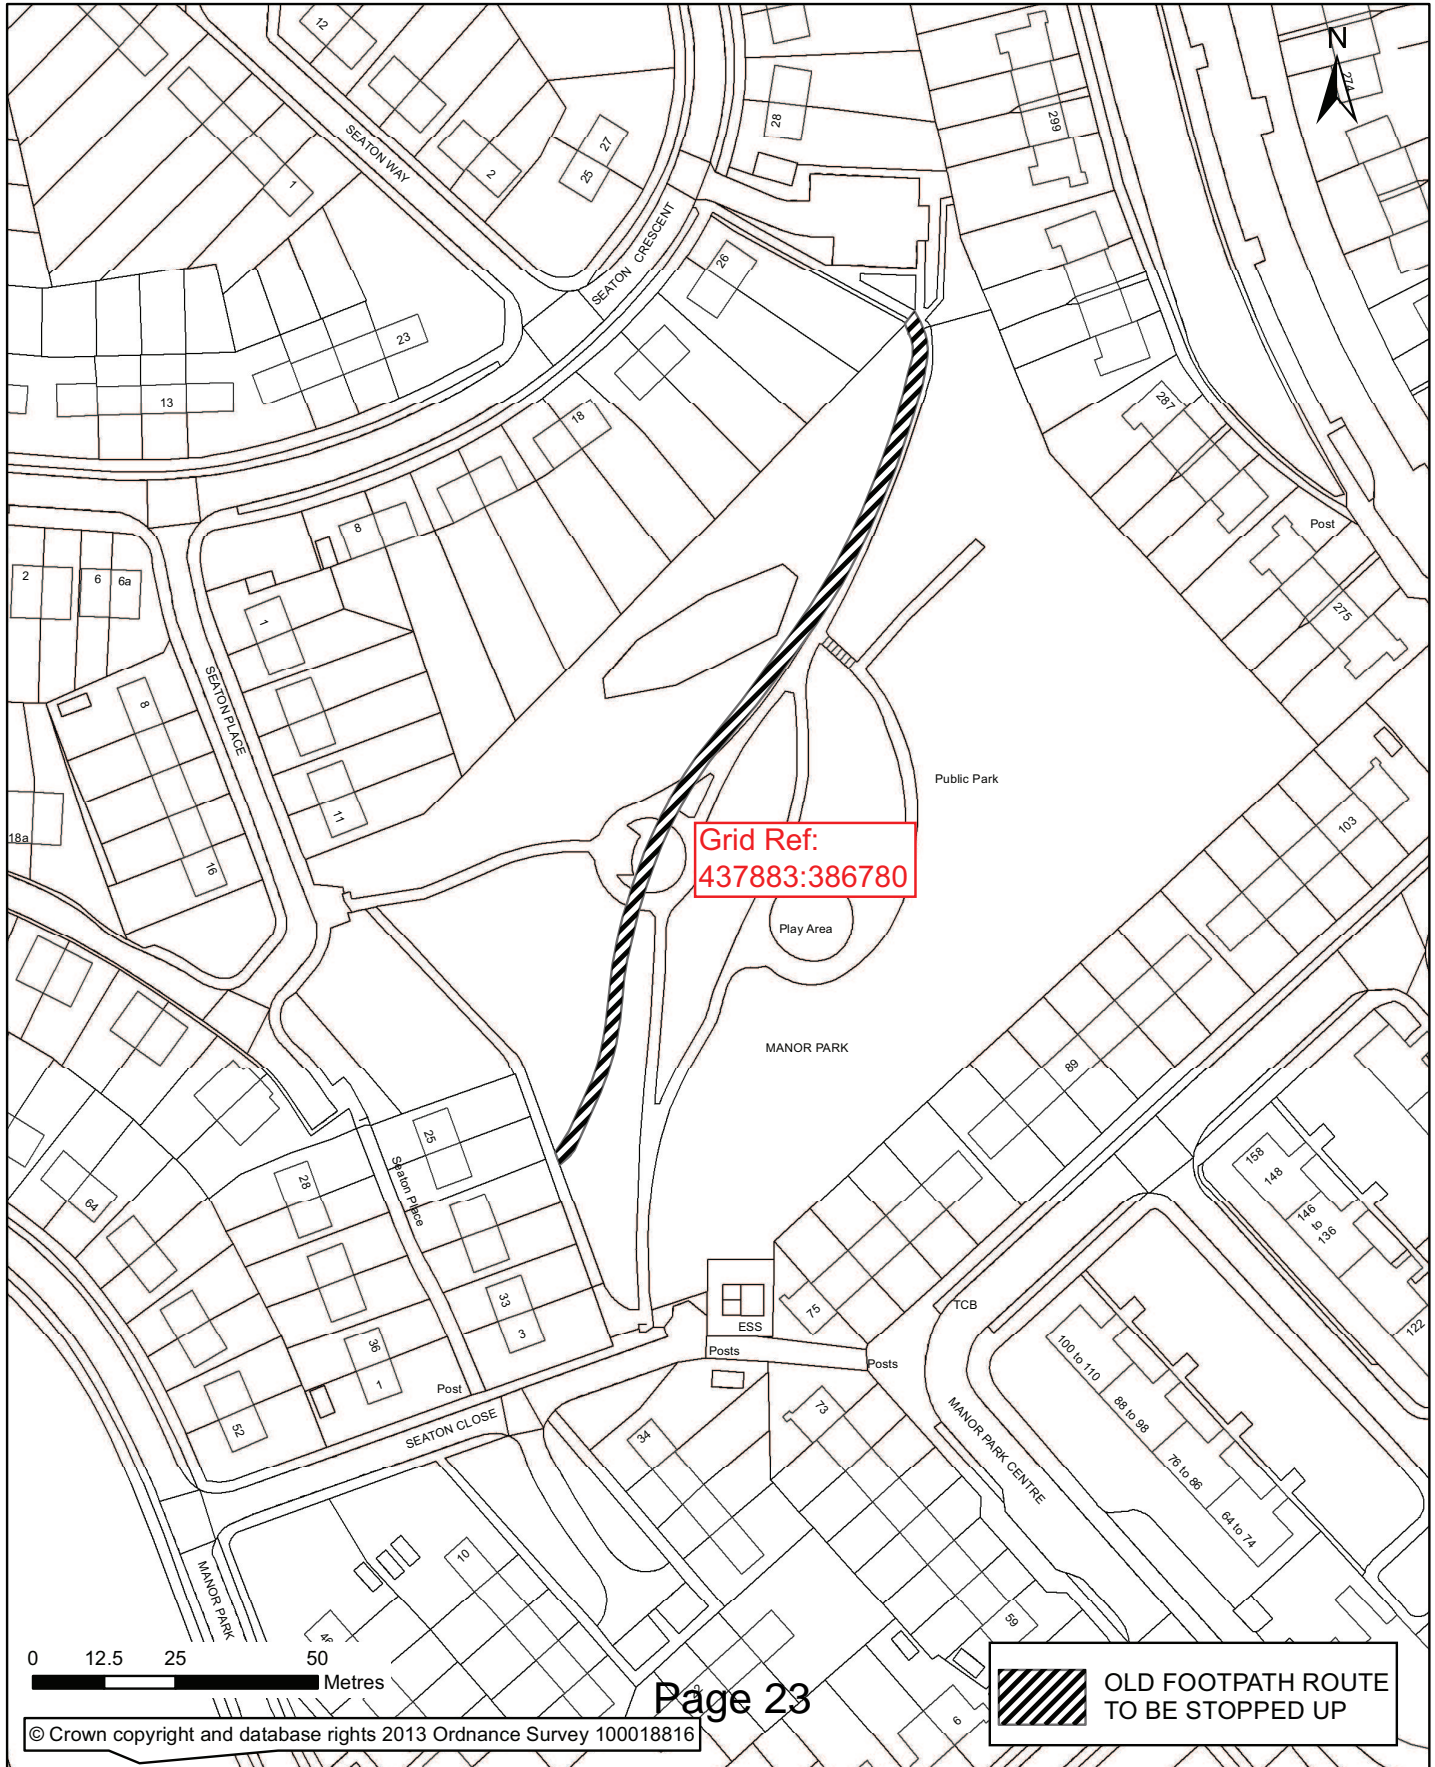 N
12
274
28
299
SEATON WAY
27
2
25
1
SEATON CRESCENT
26
23
13
18
287
8
Post
2
6
6a
275
1
SEATON PLACE
8
Public Park
11
18a
103
Grid Ref:
437883:386780
16
Play Area
MANOR PARK
89
25
158
148
28
Seaton Place
64
146
to
136
33
3
75
TCB
ESS
122
Posts
Posts
36
1
100 to 110
Post
88 to 98
73
MANOR PARK CENTRE
52
SEATON CLOSE
34
76 to 86
64 to 74
10
MANOR PARK
59
46
6
0 12.5 25 50
Metres
Page 23
OLD FOOTPATH ROUTE
TO BE STOPPED UP
© Crown copyright and database rights 2013 Ordnance Survey 100018816